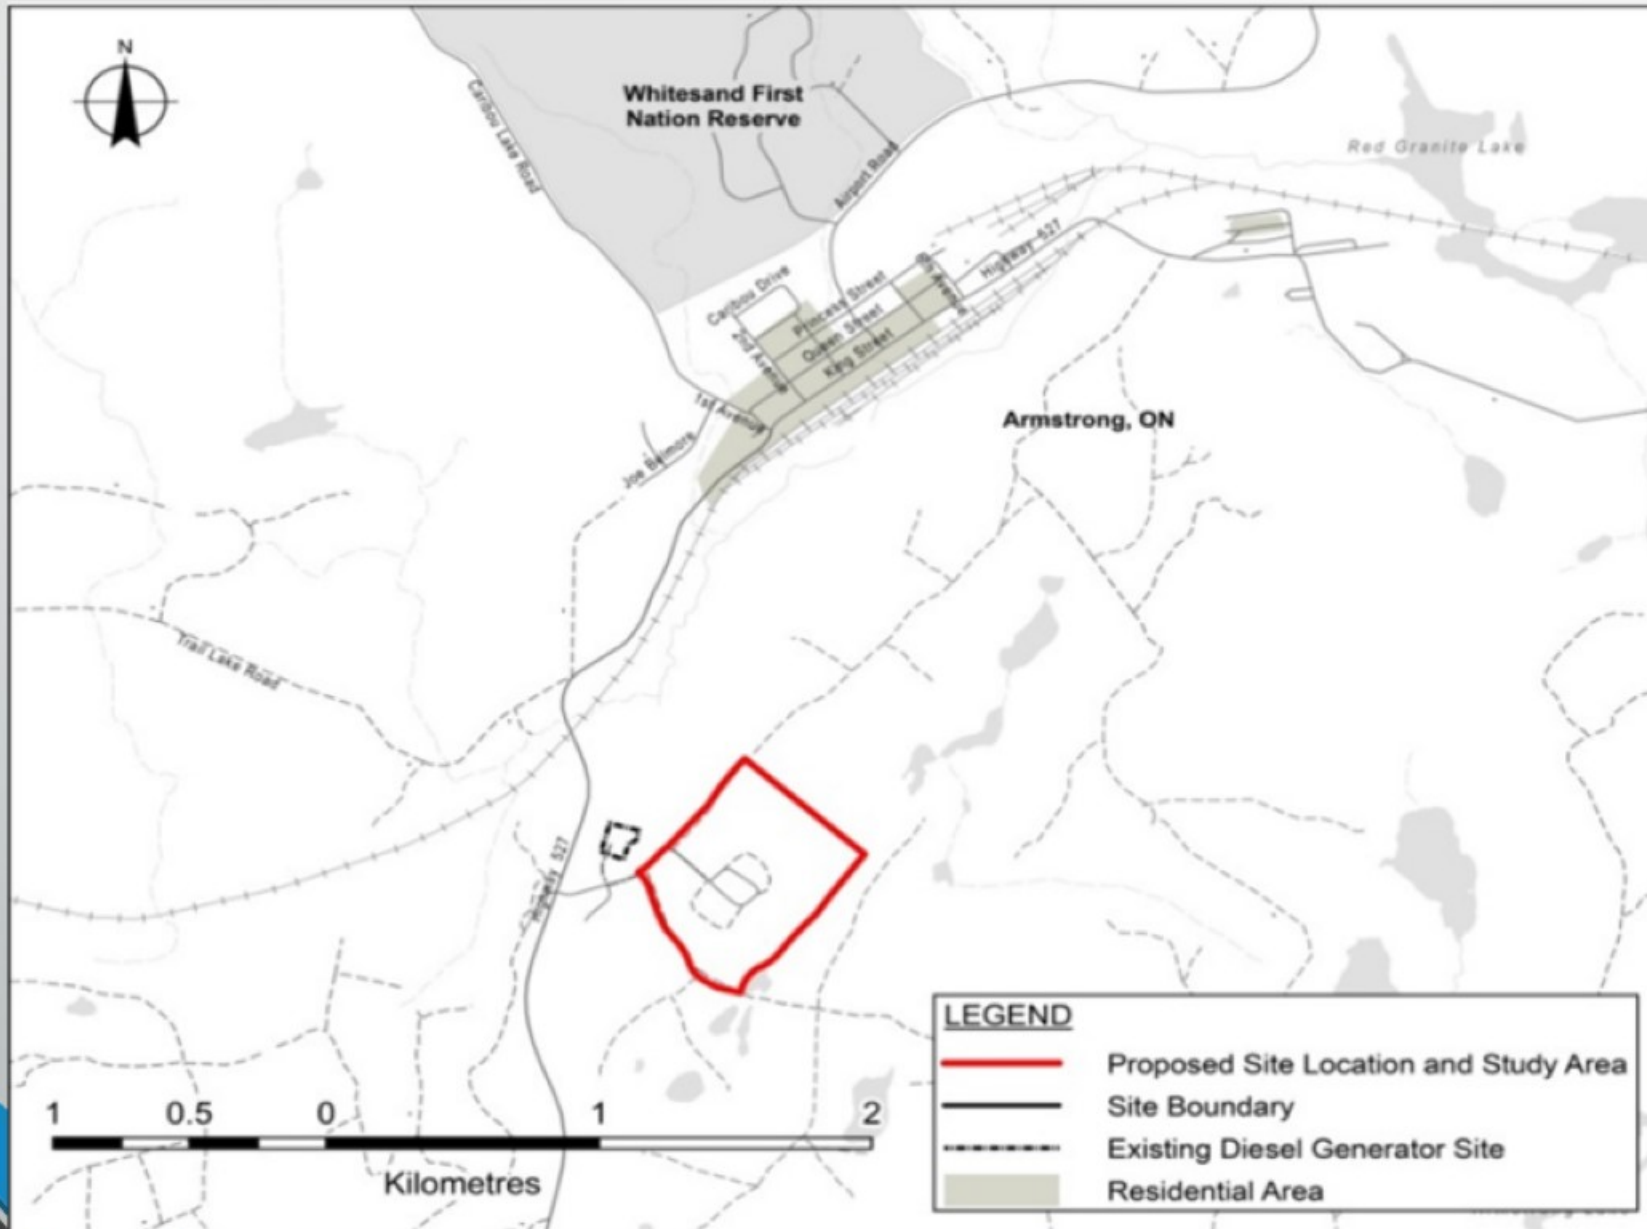 N
Whitesand First
Nation Reserve
Caribou Lake Road
Airport Road
Red Granite Lake
Highway 527
Caribou Drive
Princess Street
Queen Street
King Street
2nd Avenue
1st Avenue
Joe Belmore
Armstrong, ON
Trail Lake Road
Highway 527
LEGEND
Proposed Site Location and Study Area
Site Boundary
Existing Diesel Generator Site
Residential Area
1 0.5 0 1 2
Kilometres